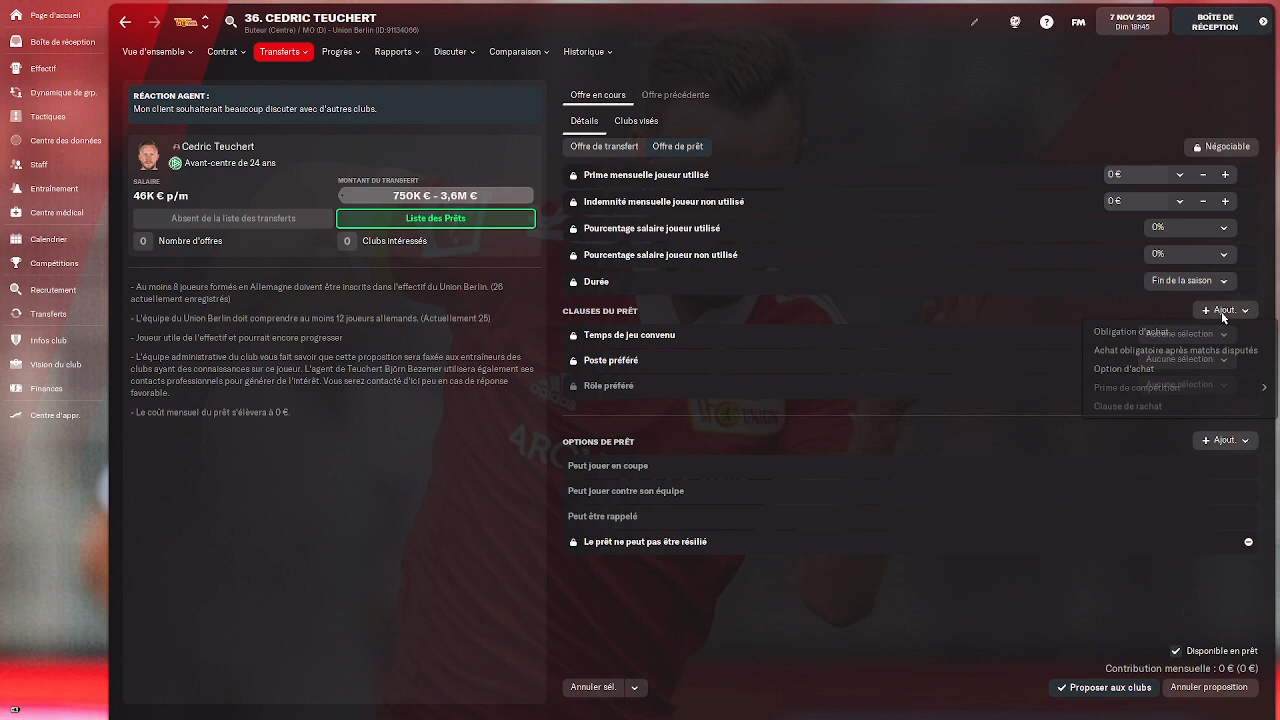 Page d'accueil
Boîte de réception
Effectif
Dynamique de grp.
Tactiques
Centre des données
Staff
Entraînement
Centre médical
Calendrier
Compétitions
Recrutement
Transferts
Infos club
Vision du club
Finances
Centre d'appr.
36. CEDRIC TEUCHERT
Buteur (Centre) / MO (D) - Union Berlin (ID:91134066)
FM
7 NOV 2021
Dim 18h45
BOÎTE DE
RÉCEPTION
Vue d'ensemble
Contrat
Transferts
Progrès
Rapports
Discuter
Comparaison
Historique
RÉACTION AGENT :
Mon client souhaiterait beaucoup discuter avec d'autres clubs.
Cedric Teuchert
Avant-centre de 24 ans
SALAIRE
46K € p/m
MONTANT DU TRANSFERT
750K € - 3,6M €
Absent de la liste des transferts
Liste des Prêts
0 Nombre d'offres
0 Clubs intéressés
- Au moins 8 joueurs formés en Allemagne doivent être inscrits dans l'effectif du Union Berlin. (26
actuellement enregistrés)
- L'équipe du Union Berlin doit comprendre au moins 12 joueurs allemands. (Actuellement 25)
- Joueur utile de l'effectif et pourrait encore progresser
- L'équipe administrative du club vous fait savoir que cette proposition sera faxée aux entraîneurs des
clubs ayant des connaissances sur ce joueur. L'agent de Teuchert Björn Bezemer utilisera également ses
contacts professionnels pour générer de l'intérêt. Vous serez contacté d'ici peu en cas de réponse
favorable.
- Le coût mensuel du prêt s'élèvera à 0 €.
Offre en cours
Offre précédente
Détails
Clubs visés
Offre de transfert
Offre de prêt
Négociable
Prime mensuelle joueur utilisé
0 €
Indemnité mensuelle joueur non utilisé
0 €
Pourcentage salaire joueur utilisé
0%
Pourcentage salaire joueur non utilisé
0%
Durée
Fin de la saison
CLAUSES DU PRÊT
+ Ajout.
Temps de jeu convenu
Aucune sélection
Poste préféré
Aucune sélection
Rôle préféré
Aucune sélection
Obligation d'achat
Achat obligatoire après matchs disputés
Option d'achat
Prime de compétition
Clause de rachat
OPTIONS DE PRÊT
+ Ajout.
Peut jouer en coupe
Peut jouer contre son équipe
Peut être rappelé
Le prêt ne peut pas être résilié
Disponible en prêt
Contribution mensuelle : 0 € (0 €)
Annuler sél.
Proposer aux clubs
Annuler proposition